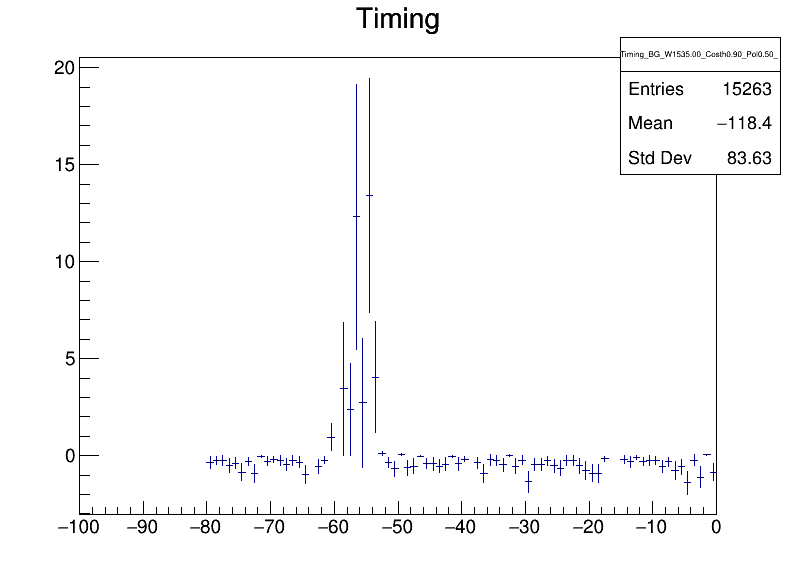 Timing
Timing_BG_W1535.00_Costh0.90_Pol0.50_
Entries 15263
Mean −118.4
Std Dev 83.63
20
15
10
5
0
−100 −90 −80 −70 −60 −50 −40 −30 −20 −10 0